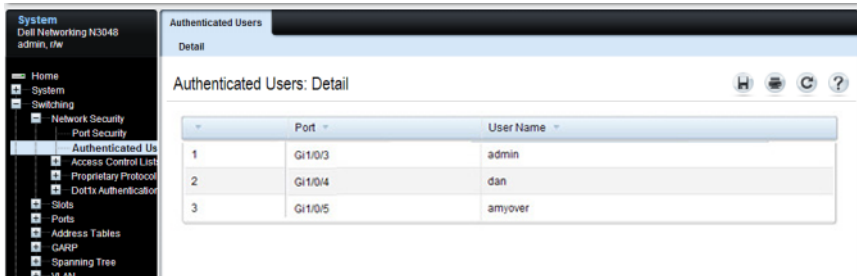 System
Dell Networking N3048
admin, r/w
Home
System
Switching
Network Security
Port Security
Authenticated Us
Access Control List
Proprietary Protocol
Dot1x Authentication
Slots
Ports
Address Tables
GARP
Spanning Tree
VLAN
Authenticated Users
Detail
Authenticated Users: Detail
?
Port User Name
1 Gi1/0/3 admin
2 Gi1/0/4 dan
3 Gi1/0/5 amyover